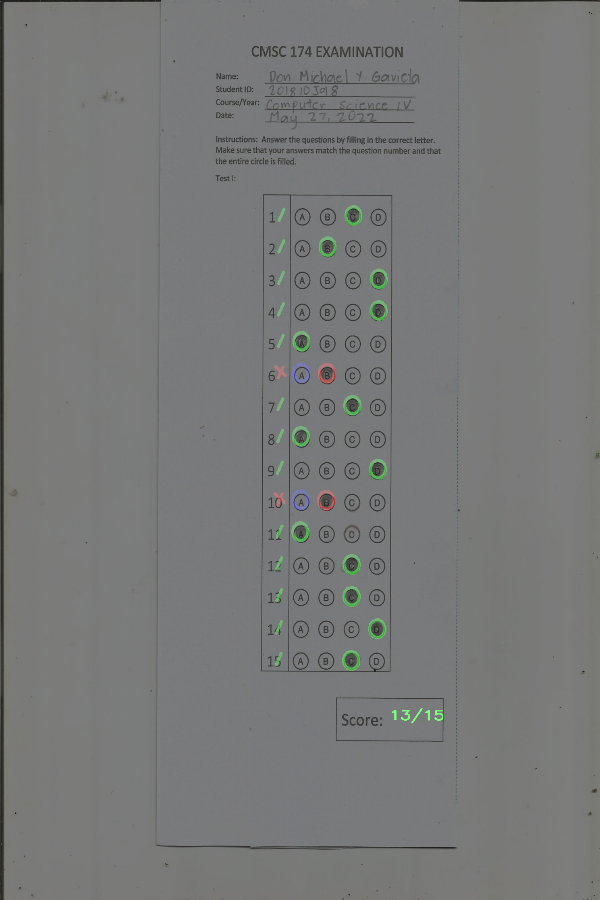 CMSC 174 EXAMINATION
Name: Don Michael Y. Gavieta
Student ID: 201810398
Course/Year: Computer Science IV
Date: May 27, 2022
Instructions: Answer the questions by filling in the correct letter.
Make sure that your answers match the question number and that
the entire circle is filled.
Test I:
1 / A B C D
2 / A B C D
3 / A B C D
4 / A B C D
5 / A B C D
6 x A B C D
7 / A B C D
8 / A B C D
9 / A B C D
10 x A B C D
11 / A B C D
12 / A B C D
13 / A B C D
14 / A B C D
15 / A B C D
Score: 13/15